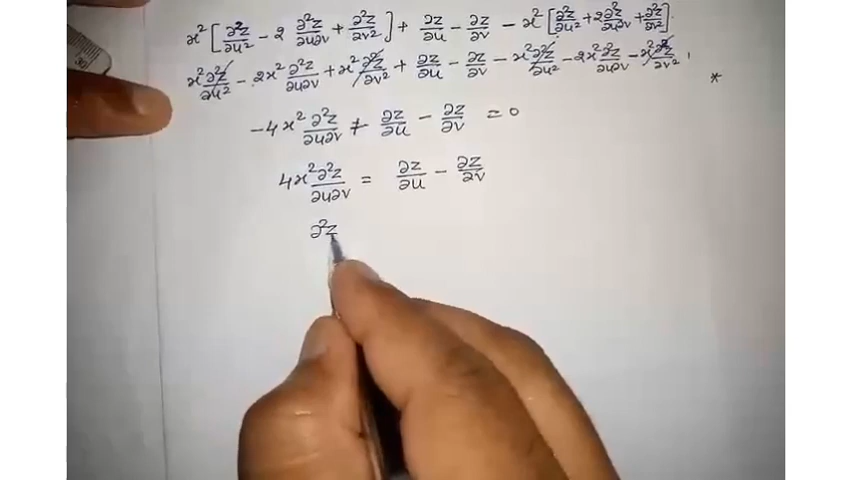 x² [ ∂²z/∂u² - 2 ∂²z/∂u∂v + ∂²z/∂v² ] + ∂z/∂u - ∂z/∂v - x² [ ∂²z/∂u² + 2∂²z/∂u∂v + ∂²z/∂v² ]
x² ∂²z/∂u² - 2x² ∂²z/∂u∂v + x² ∂²z/∂v² + ∂z/∂u - ∂z/∂v - x² ∂²z/∂u² - 2x² ∂²z/∂u∂v - x² ∂²z/∂v²
*
-4x² ∂²z/∂u∂v + ∂z/∂u - ∂z/∂v = 0
4x² ∂²z/∂u∂v = ∂z/∂u - ∂z/∂v
∂²z